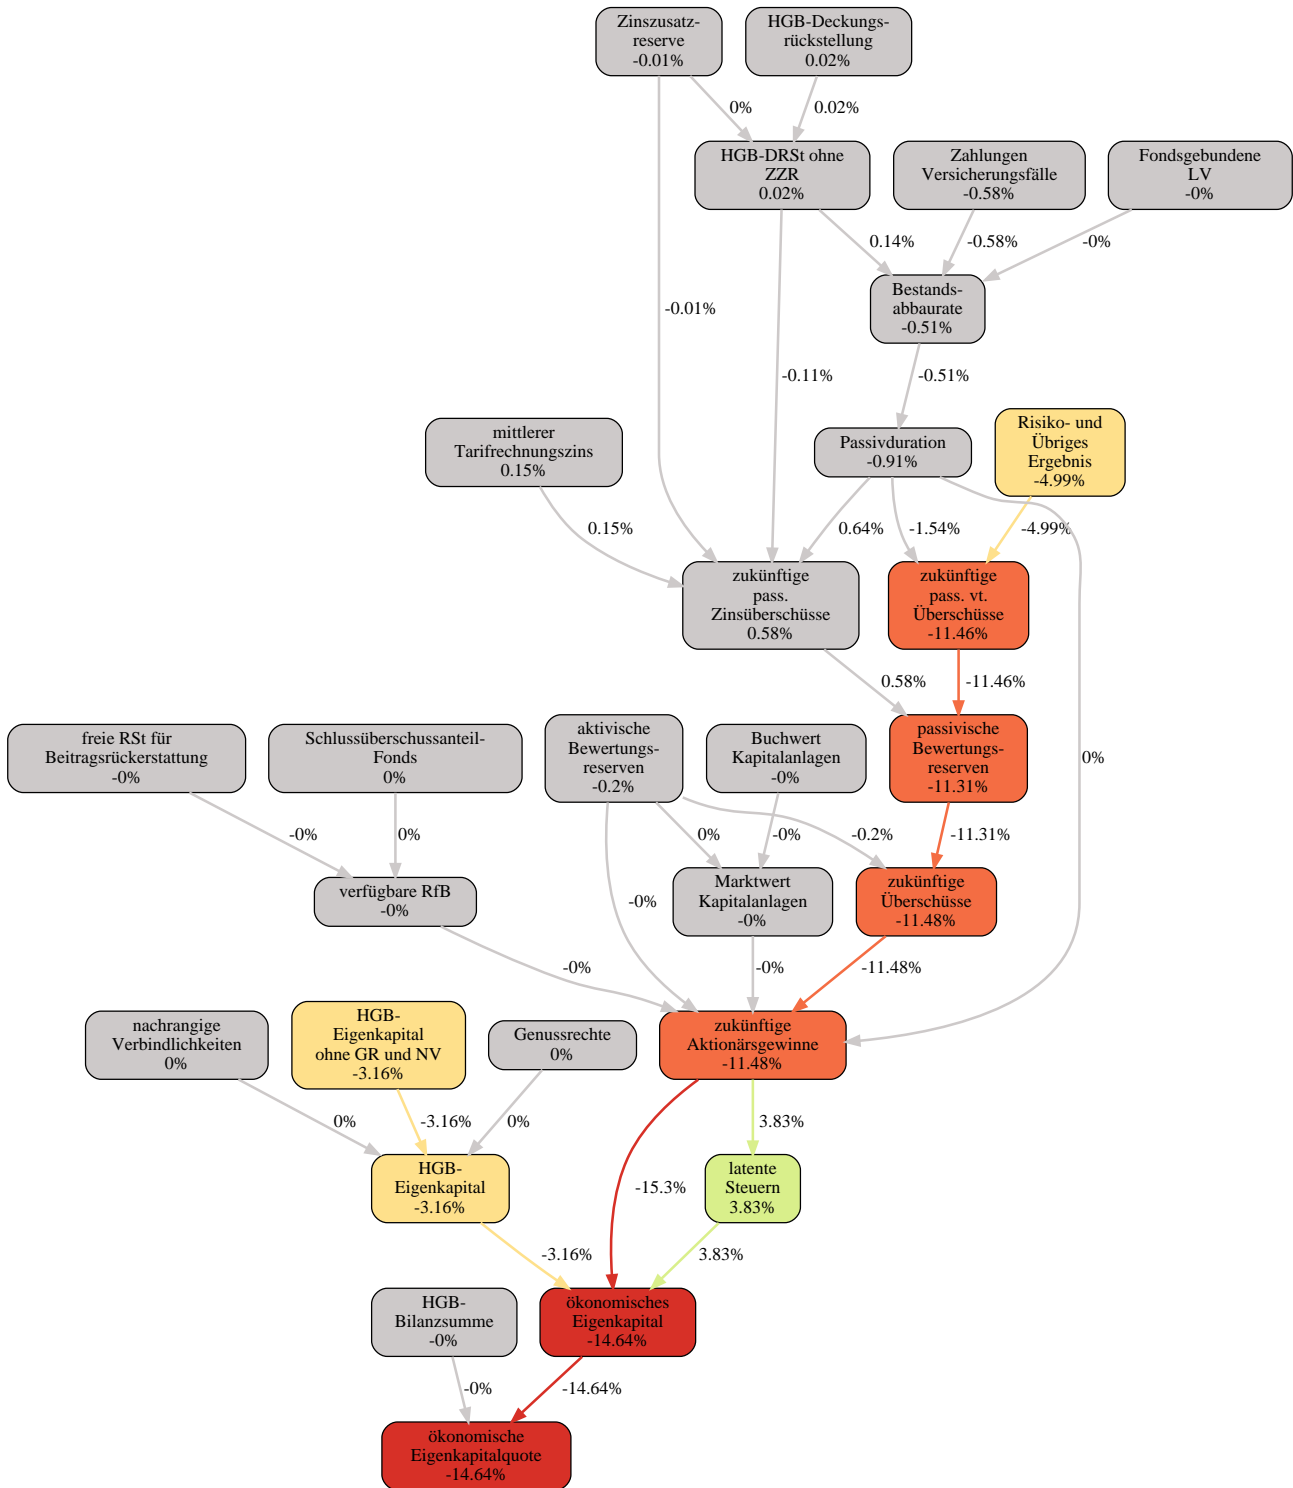 Zinszusatz-
reserve
-0.01%
HGB-Deckungs-
rückstellung
0.02%
0%
0.02%
HGB-DRSt ohne
ZZR
0.02%
Zahlungen
Versicherungsfälle
-0.58%
Fondsgebundene
LV
-0%
0.14%
-0.58%
-0%
Bestands-
abbaurate
-0.51%
-0.01%
-0.11%
-0.51%
mittlerer
Tarifrechnungszins
0.15%
Passivduration
-0.91%
Risiko- und
Übriges
Ergebnis
-4.99%
0.15%
0.64%
-1.54%
-4.99%
zukünftige
pass.
Zinsüberschüsse
0.58%
zukünftige
pass. vt.
Überschüsse
-11.46%
0.58%
-11.46%
freie RSt für
Beitragsrückerstattung
-0%
Schlussüberschussanteil-
Fonds
0%
aktivische
Bewertungs-
reserven
-0.2%
Buchwert
Kapitalanlagen
-0%
passivische
Bewertungs-
reserven
-11.31%
0%
-0%
0%
0%
-0%
-0.2%
-11.31%
verfügbare RfB
-0%
-0%
Marktwert
Kapitalanlagen
-0%
zukünftige
Überschüsse
-11.48%
-0%
-0%
-11.48%
nachrangige
Verbindlichkeiten
0%
HGB-
Eigenkapital
ohne GR und NV
-3.16%
Genussrechte
0%
zukünftige
Aktionärsgewinne
-11.48%
0%
-3.16%
0%
3.83%
HGB-
Eigenkapital
-3.16%
-15.3%
latente
Steuern
3.83%
-3.16%
3.83%
HGB-
Bilanzsumme
-0%
ökonomisches
Eigenkapital
-14.64%
-0%
-14.64%
ökonomische
Eigenkapitalquote
-14.64%